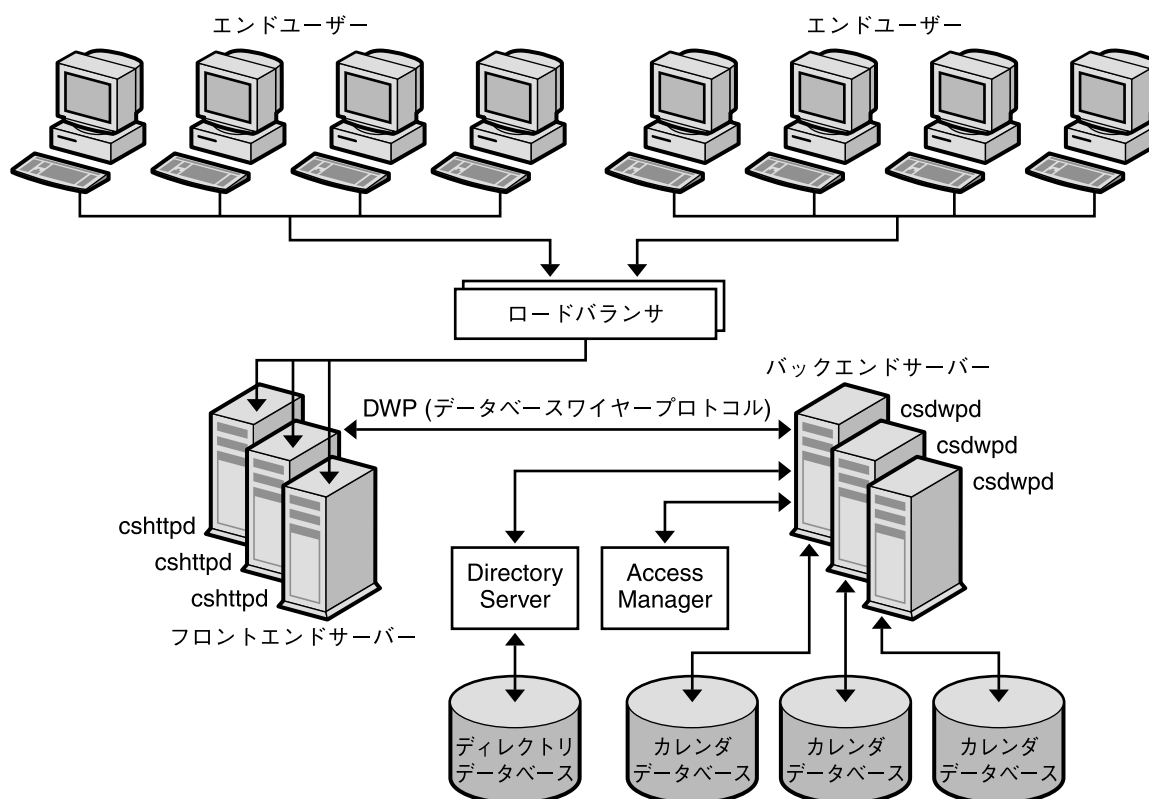 エンドユーザー
エンドユーザー
ロードバランサ
バックエンドサーバー
DWP (データベースワイヤープロトコル)
csdwpd
csdwpd
csdwpd
cshttpd
cshttpd
cshttpd
フロントエンドサーバー
Directory
Server
Access
Manager
ディレクトリ
データベース
カレンダ
データベース
カレンダ
データベース
カレンダ
データベース